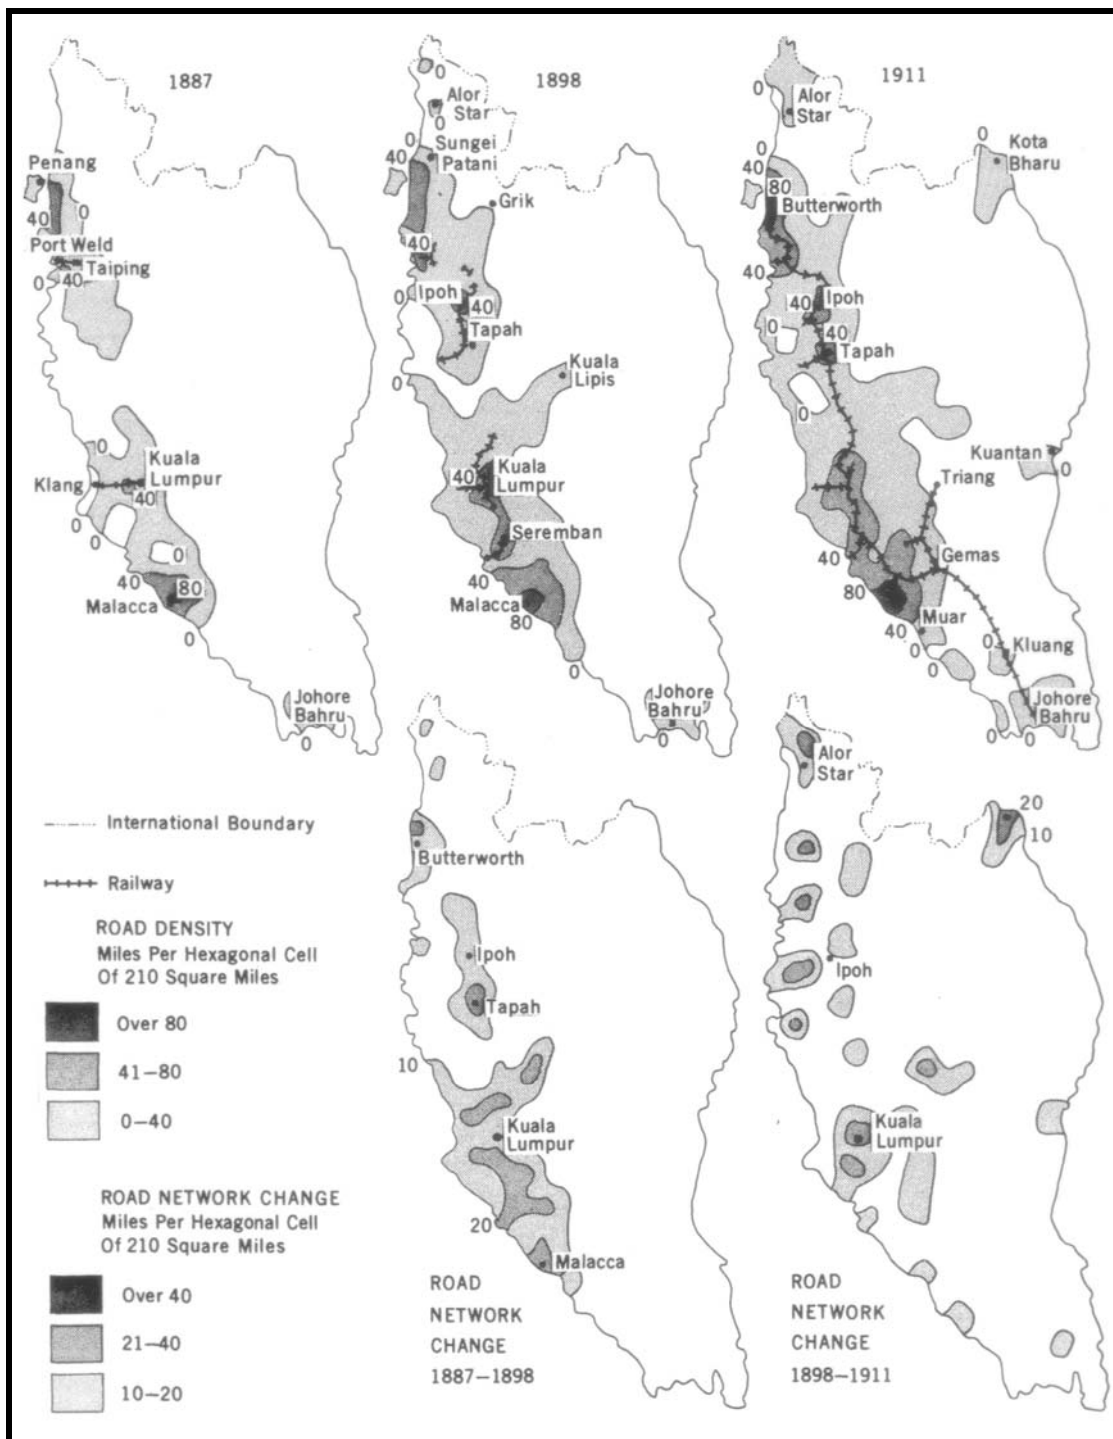 1887
Penang
0
40
Port Weld
Taiping
0
40
0
Kuala
Lumpur
Klang
40
0
0
0
40
80
Malacca
0
Johore
Bahru
0
1898
0
Alor
Star
0
0
Sungei
40
Patani
Grik
40
Ipoh
0
40
Tapah
Kuala
Lipis
0
40
Kuala
Lumpur
Seremban
40
Malacca
80
0
Johore
Bahru
0
1911
0
Alor
Star
0
Kota
Bharu
0
40
80
Butterworth
40
40
Ipoh
0
40
Tapah
0
Kuantan
0
Triang
40
Gemas
80
Muar
40
0
0
0
Kluang
Johore
Bahru
0
0
International Boundary
Railway
ROAD DENSITY
Miles Per Hexagonal Cell
Of 210 Square Miles
Over 80
41–80
0–40
ROAD NETWORK CHANGE
Miles Per Hexagonal Cell
Of 210 Square Miles
Over 40
21–40
10–20
Butterworth
Ipoh
Tapah
10
Kuala
Lumpur
20
Malacca
ROAD
NETWORK
CHANGE
1887–1898
Alor
Star
20
10
Ipoh
Kuala
Lumpur
ROAD
NETWORK
CHANGE
1898–1911